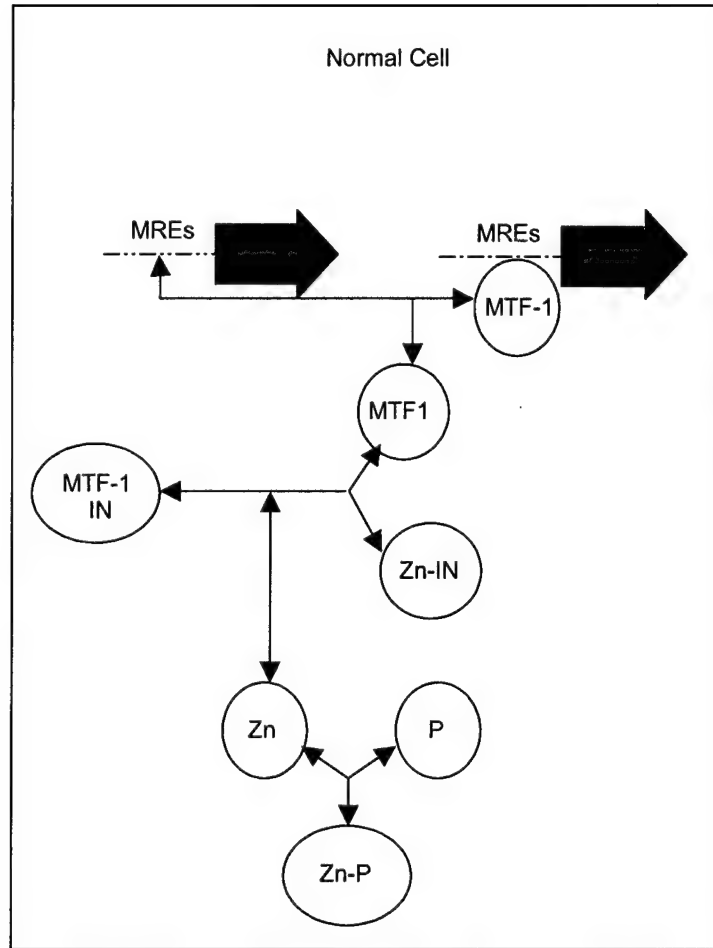 Normal Cell
MREs
MREs
MTF-1
MTF1
MTF-1
IN
Zn-IN
Zn
P
Zn-P